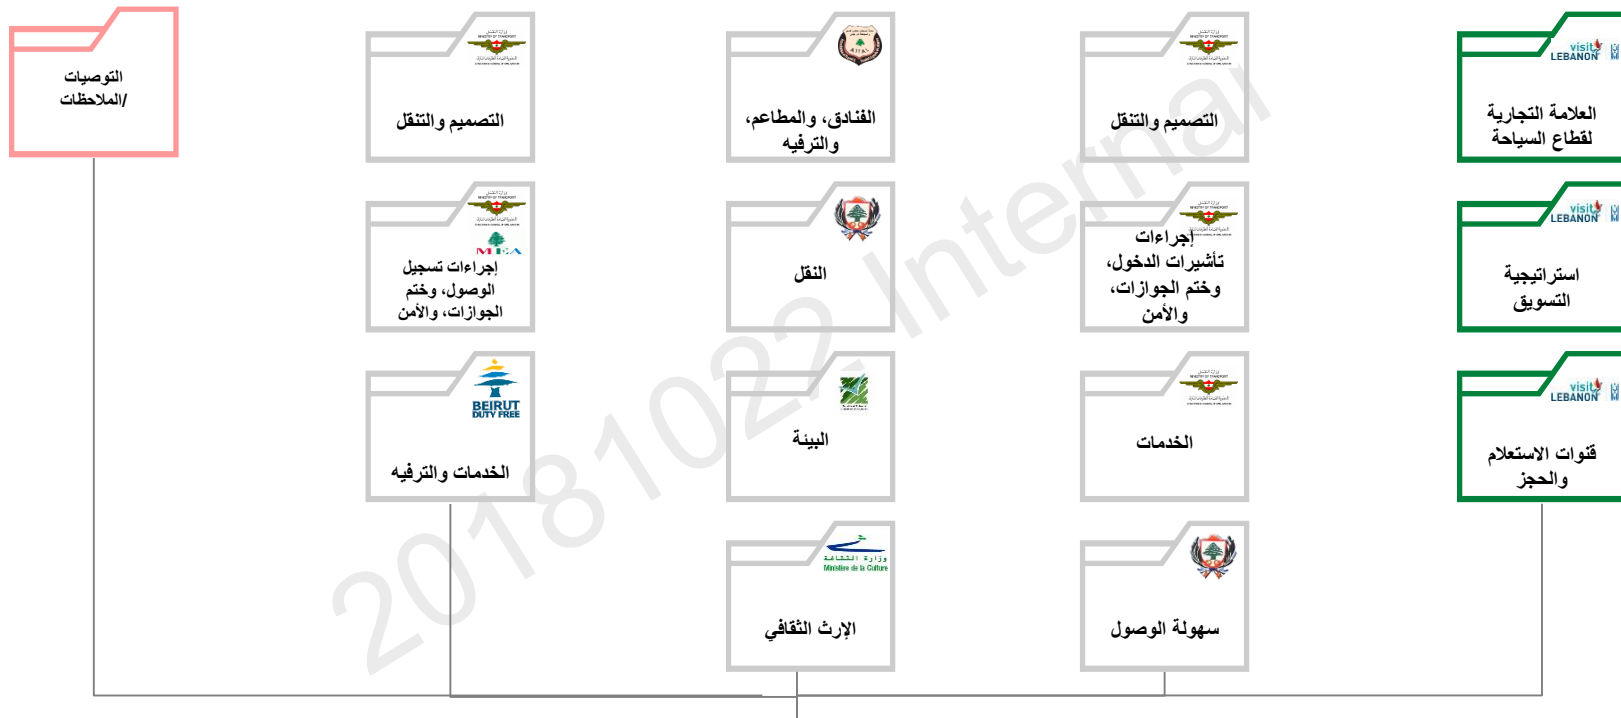 العلامة التجارية
لقطاع السياحة
visit
LEBANON
استراتيجية
التسويق
visit
LEBANON
قنوات الاستعلام
والحجز
visit
LEBANON
التصميم والتنقل
إجراءات
تأشيرات الدخول،
وختم الجوازات،
والأمن
الخدمات
سهولة الوصول
الفنادق، والمطاعم،
والترفيه
النقل
البيئة
وزارة الثقافة
Ministère de la Culture
الإرث الثقافي
التصميم والتنقل
MEA
إجراءات تسجيل
الوصول، وختم
الجوازات، والأمن
BEIRUT
DUTY FREE
الخدمات والترفيه
التوصيات
/الملاحظات
20181022 Internal